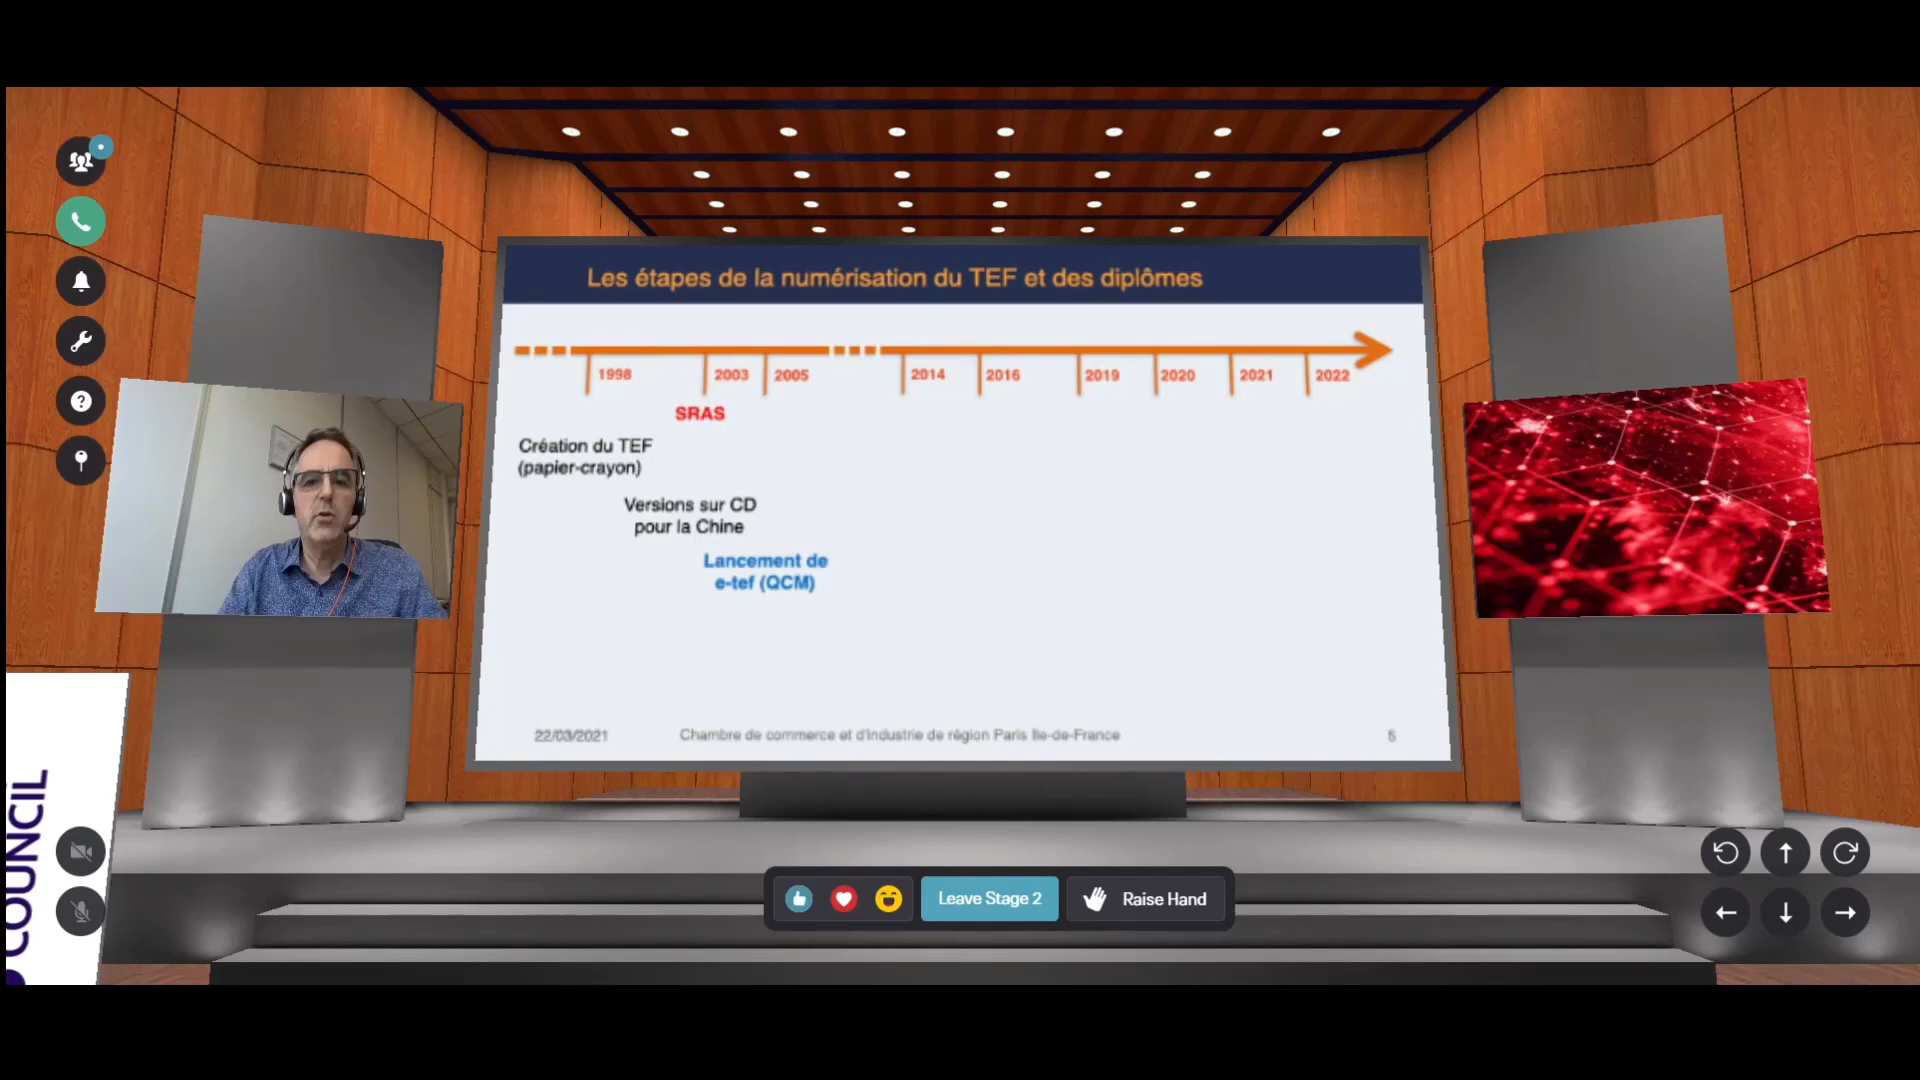 Les étapes de la numérisation du TEF et des diplômes
1998 2003 2005 2014 2016 2019 2020 2021 2022
SRAS
Création du TEF
(papier-crayon)
Versions sur CD
pour la Chine
Lancement de
e-tef (QCM)
22/03/2021 Chambre de commerce et d'industrie de région Paris Ile-de-France 5
COUNCIL
Leave Stage 2
Raise Hand